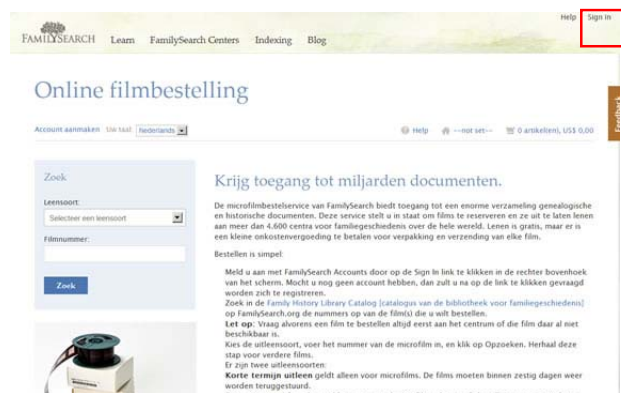 Help Sign In
FAMILYSEARCH Learn FamilySearch Centers Indexing Blog
Online filmbestelling
Feedback
Account aanmaken Uw taal: Nederlands Help --not set-- 0 artikel(en), US$ 0,00
Zoek
Leensoort:
Selecteer een leensoort
Filmnummer:
Zoek
Krijg toegang tot miljarden documenten.
De microfilmbestelservice van FamilySearch biedt toegang tot een enorme verzameling genealogische
en historische documenten. Deze service stelt u in staat om films te reserveren en ze uit te laten lenen
aan meer dan 4.600 centra voor familiegeschiedenis over de hele wereld. Lenen is gratis, maar er is
een kleine onkostenvergoeding te betalen voor verpakking en verzending van elke film.
Bestellen is simpel:
Meld u aan met FamilySearch Accounts door op de Sign In link te klikken in de rechter bovenhoek
van het scherm. Mocht u nog geen account hebben, dan zult u na op de link te klikken gevraagd
worden zich te registreren.
Zoek in de Family History Library Catalog [catalogus van de bibliotheek voor familiegeschiedenis]
op FamilySearch.org de nummers op van de film(s) die u wilt bestellen.
Let op: Vraag alvorens een film te bestellen altijd eerst aan het centrum of die film daar al niet
beschikbaar is.
Kies de uitleensoort, voer het nummer van de microfilm in, en klik op Opzoeken. Herhaal deze
stap voor verdere films.
Er zijn twee uitleensoorten:
Korte termijn uitleen geldt alleen voor microfilms. De films moeten binnen zestig dagen weer
worden teruggestuurd.